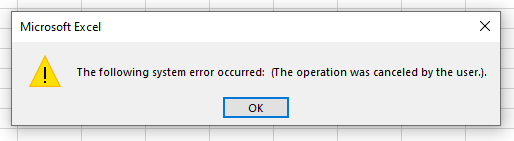 Microsoft Excel
The following system error occurred:  (The operation was canceled by the user.).
OK